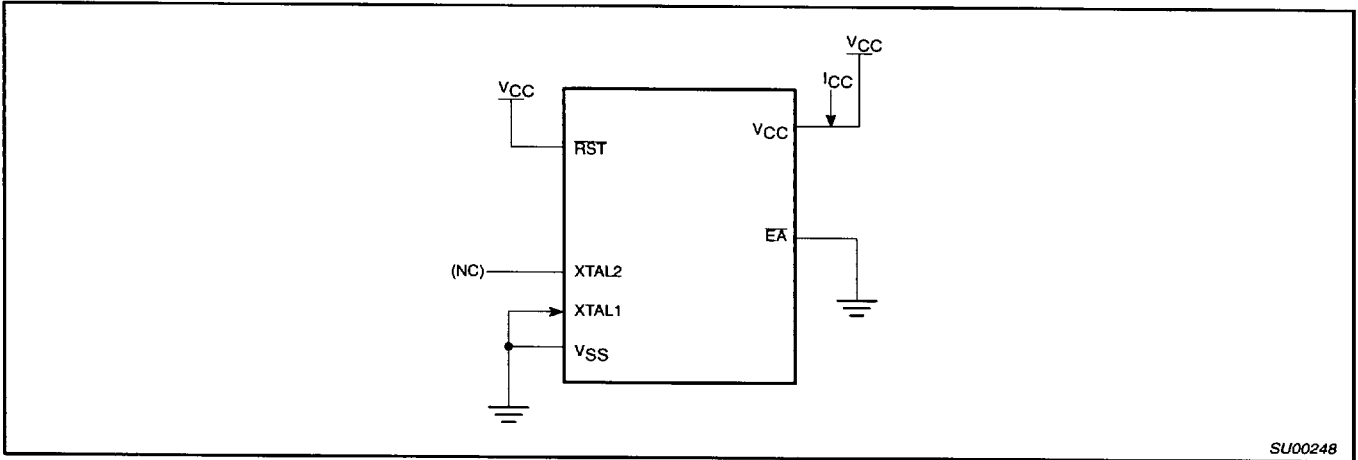 VCC
ICC
VCC
VCC
RST
EA
(NC)
XTAL2
XTAL1
VSS
SU00248